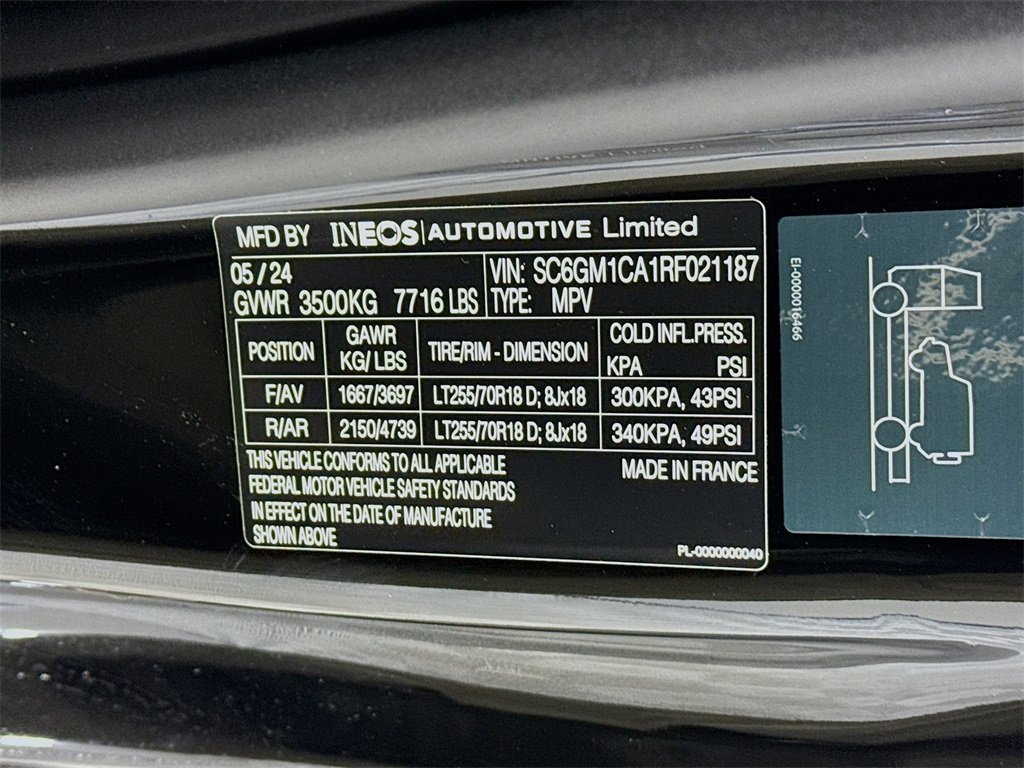 MFD BY INEOS | AUTOMOTIVE Limited
05 / 24
GVWR 3500KG 7716 LBS
VIN: SC6GM1CA1RF021187
TYPE: MPV
POSITION GAWR KG/ LBS TIRE/RIM - DIMENSION COLD INFL.PRESS. KPA PSI
F/AV 1667/3697 LT255/70R18 D; 8Jx18 300KPA, 43PSI
R/AR 2150/4739 LT255/70R18 D; 8Jx18 340KPA, 49PSI
THIS VEHICLE CONFORMS TO ALL APPLICABLE
FEDERAL MOTOR VEHICLE SAFETY STANDARDS
IN EFFECT ON THE DATE OF MANUFACTURE
SHOWN ABOVE
MADE IN FRANCE
PL-0000000040
EI-0000016466